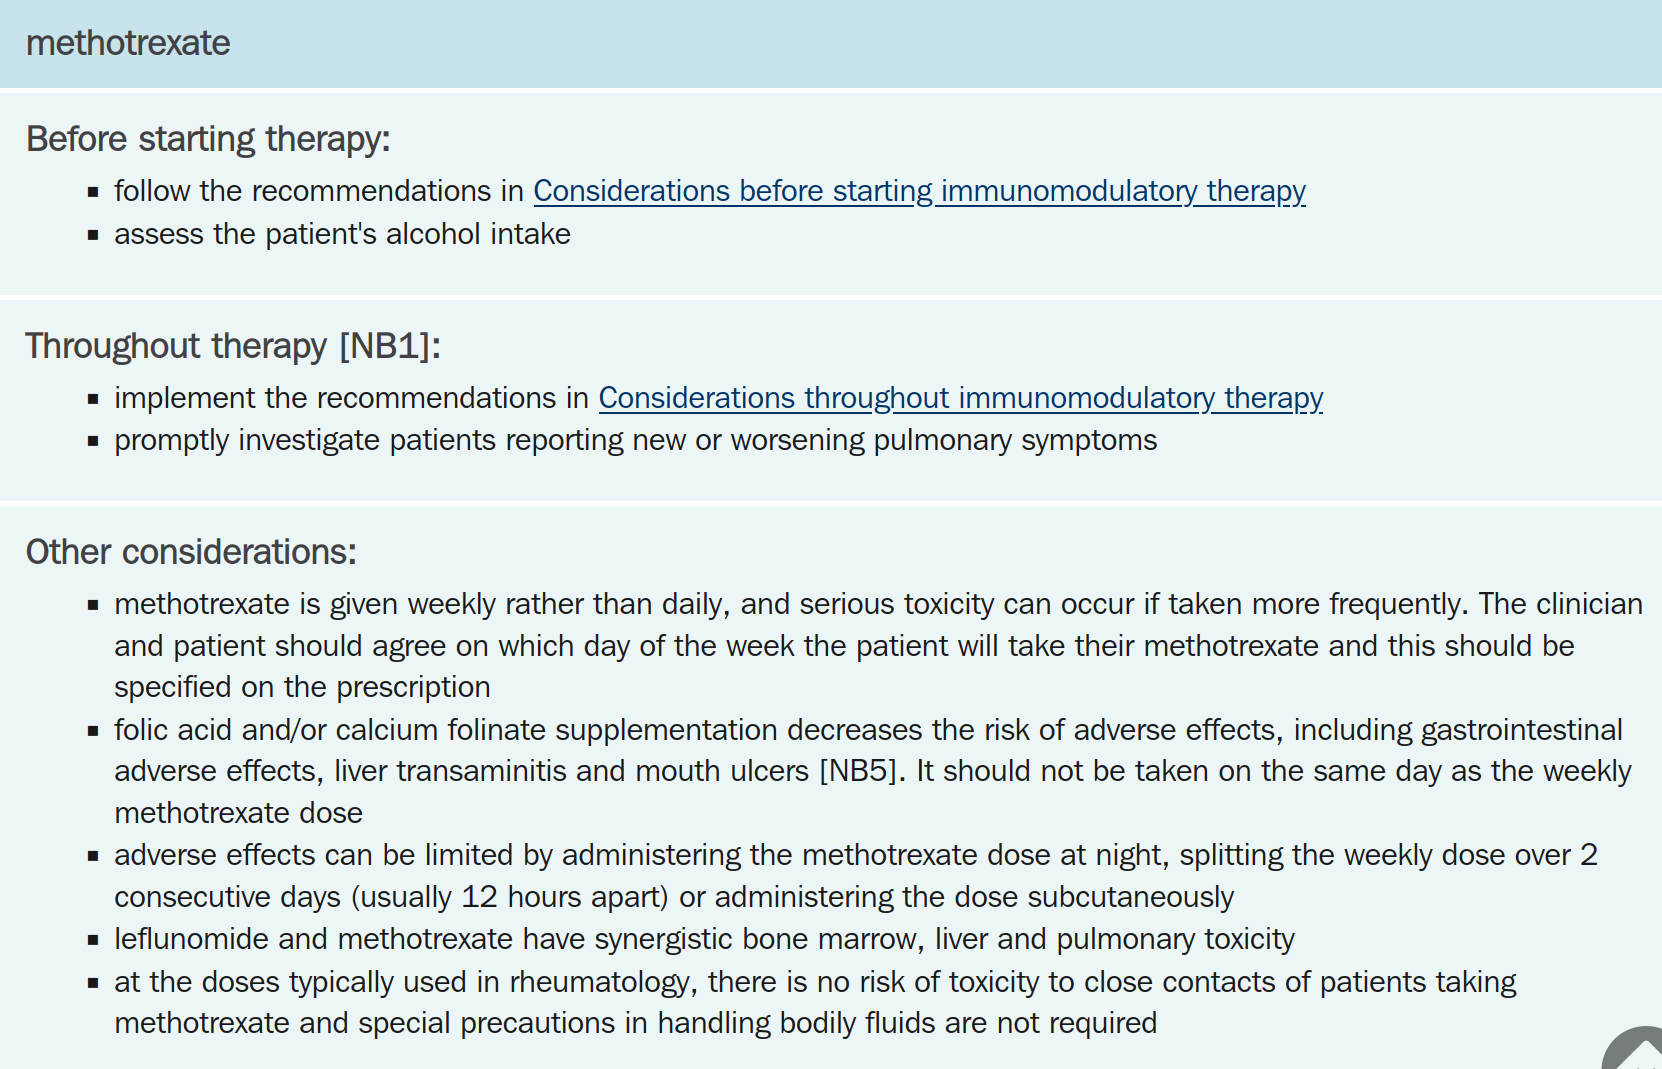 methotrexate
Before starting therapy:
▪ follow the recommendations in Considerations before starting immunomodulatory therapy
▪ assess the patient's alcohol intake
Throughout therapy [NB1]:
▪ implement the recommendations in Considerations throughout immunomodulatory therapy
▪ promptly investigate patients reporting new or worsening pulmonary symptoms
Other considerations:
▪ methotrexate is given weekly rather than daily, and serious toxicity can occur if taken more frequently. The clinician
and patient should agree on which day of the week the patient will take their methotrexate and this should be
specified on the prescription
▪ folic acid and/or calcium folinate supplementation decreases the risk of adverse effects, including gastrointestinal
adverse effects, liver transaminitis and mouth ulcers [NB5]. It should not be taken on the same day as the weekly
methotrexate dose
▪ adverse effects can be limited by administering the methotrexate dose at night, splitting the weekly dose over 2
consecutive days (usually 12 hours apart) or administering the dose subcutaneously
▪ leflunomide and methotrexate have synergistic bone marrow, liver and pulmonary toxicity
▪ at the doses typically used in rheumatology, there is no risk of toxicity to close contacts of patients taking
methotrexate and special precautions in handling bodily fluids are not required